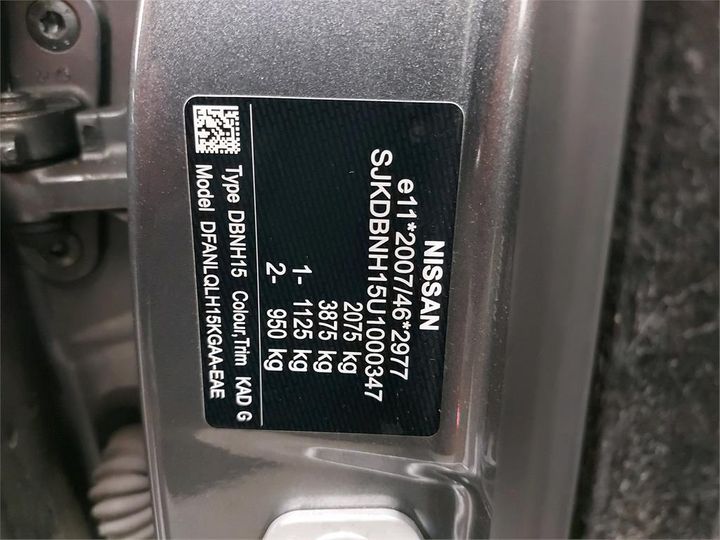 NISSAN
e11*2007/46*2977
SJKDBNH15U1000347
2075 kg
3875 kg
1- 1125 kg
2- 950 kg
Type DBNH15 Colour,Trim KAD G
Model DFANLQLH15KGAA-EAE